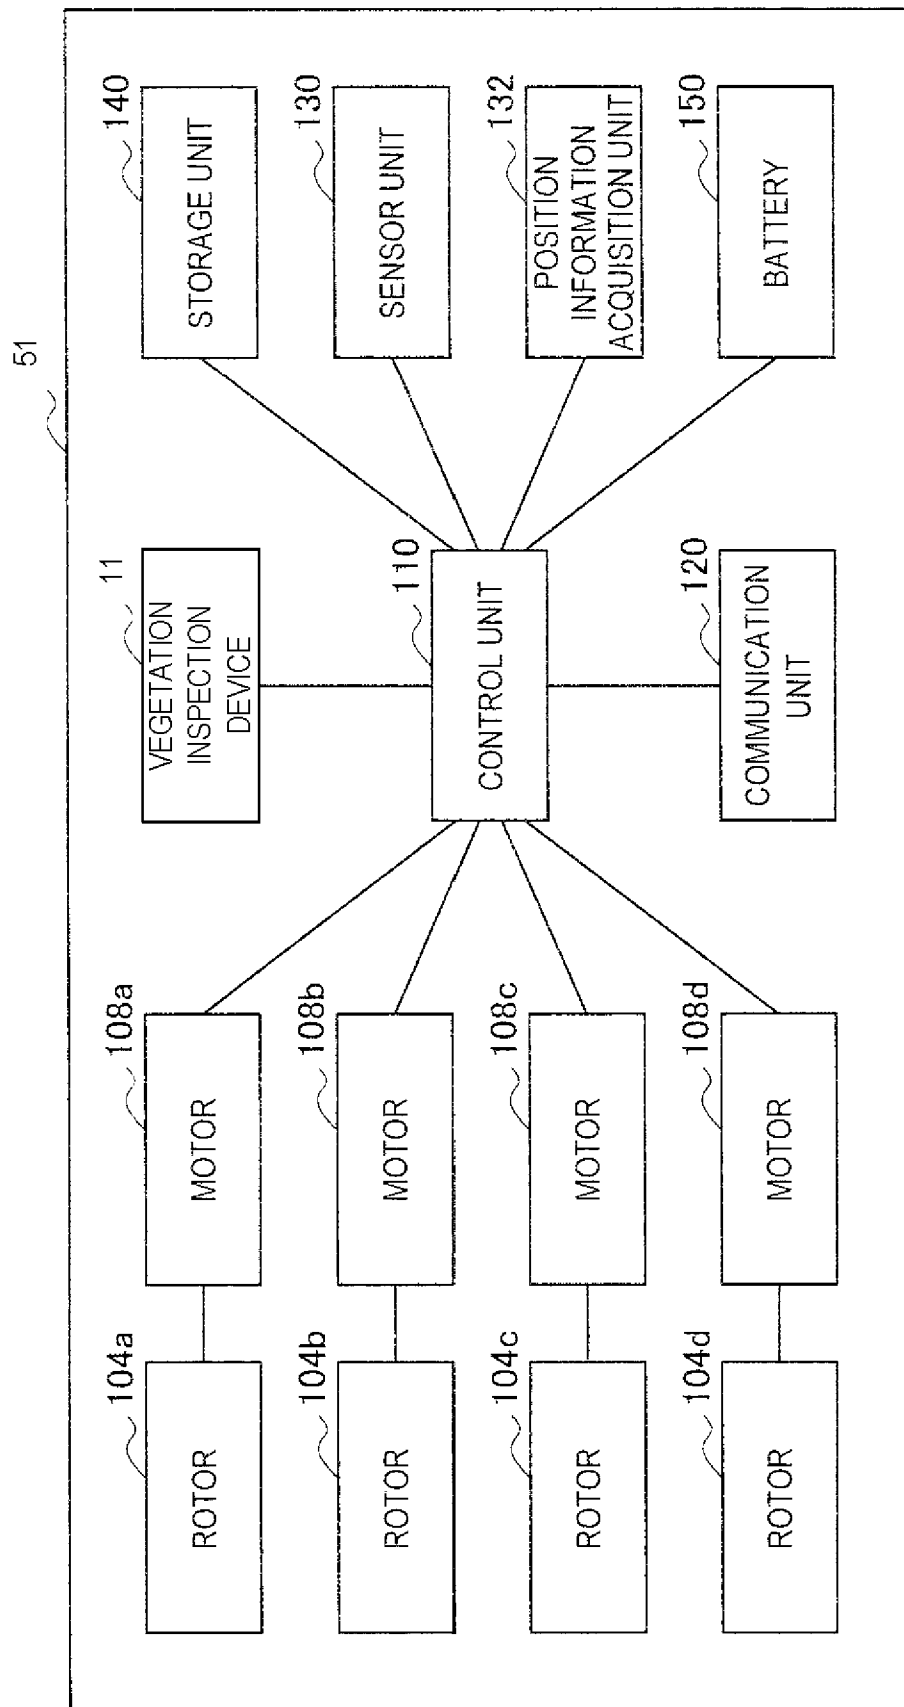 51
104a
ROTOR
108a
MOTOR
11
VEGETATION
INSPECTION
DEVICE
140
STORAGE UNIT
104b
ROTOR
108b
MOTOR
130
SENSOR UNIT
110
CONTROL UNIT
104c
ROTOR
108c
MOTOR
132
POSITION
INFORMATION
ACQUISITION UNIT
104d
ROTOR
108d
MOTOR
120
COMMUNICATION
UNIT
150
BATTERY